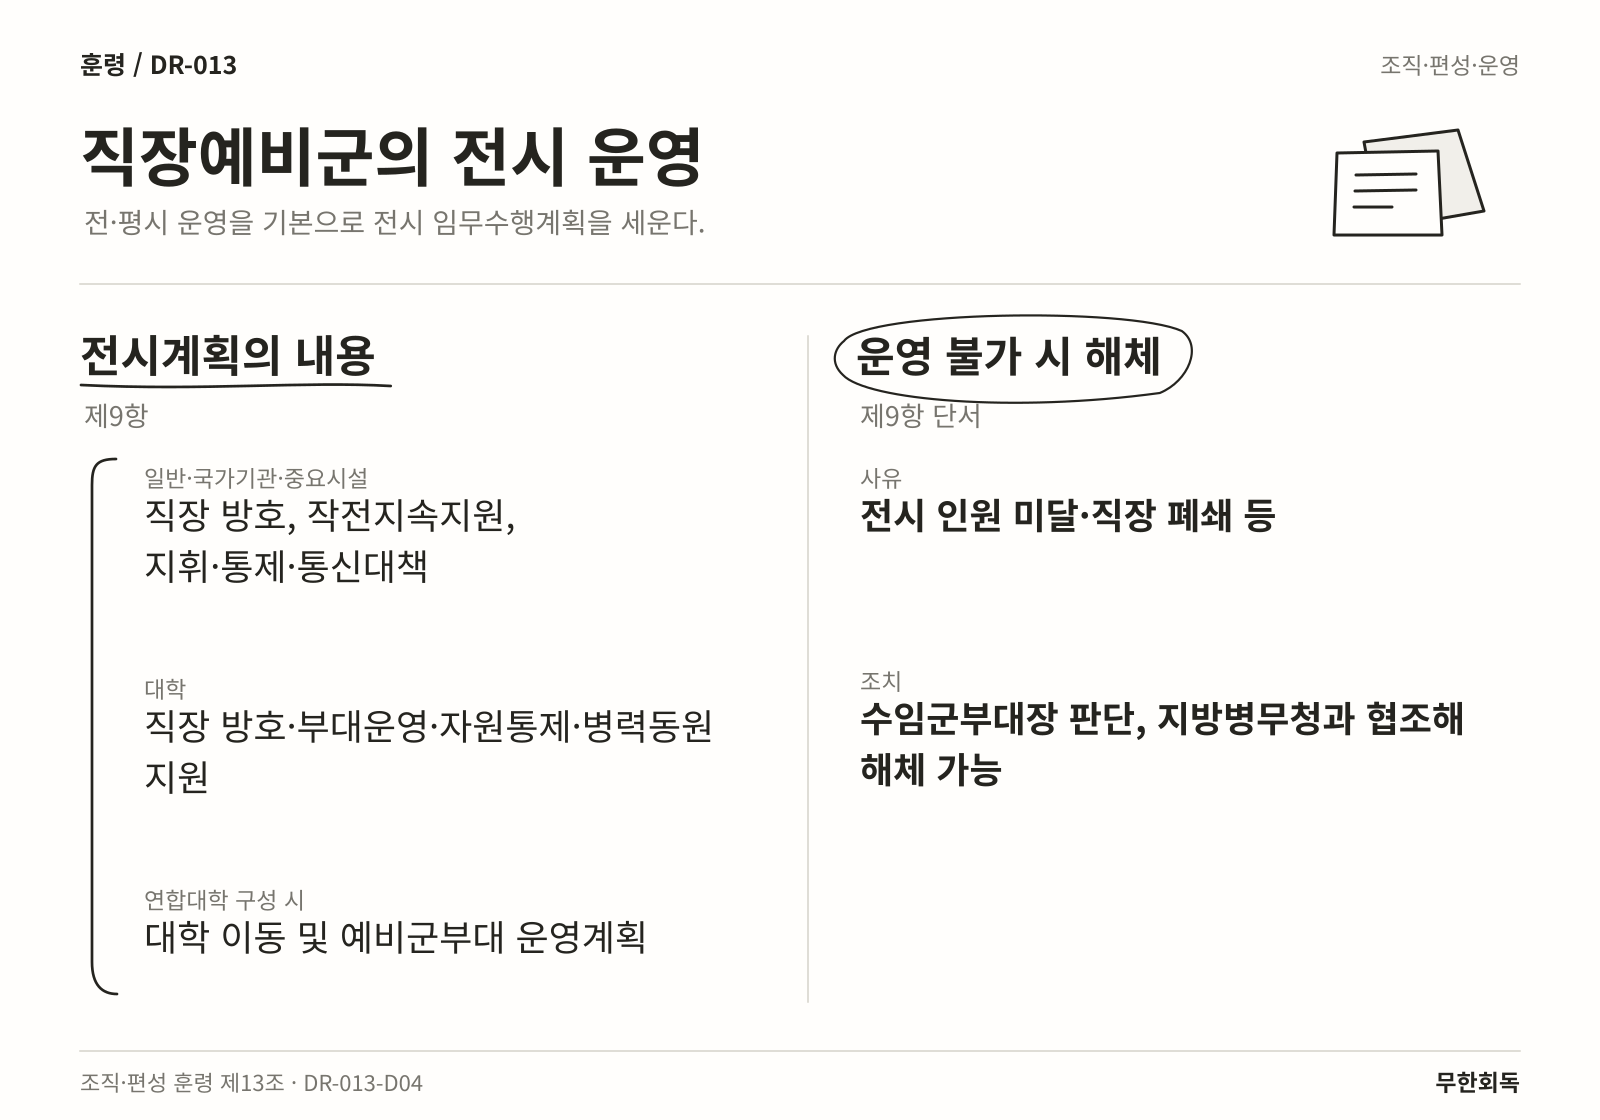 훈령 / DR-013
조직·편성·운영
직장예비군의 전시 운영
전·평시 운영을 기본으로 전시 임무수행계획을 세운다.
전시계획의 내용
제9항
일반·국가기관·중요시설
직장 방호, 작전지속지원,
지휘·통제·통신대책
대학
직장 방호·부대운영·자원통제·병력동원
지원
연합대학 구성 시
대학 이동 및 예비군부대 운영계획
운영 불가 시 해체
제9항 단서
사유
전시 인원 미달·직장 폐쇄 등
조치
수임군부대장 판단, 지방병무청과 협조해
해체 가능
조직·편성 훈령 제13조 · DR-013-D04
무한회독